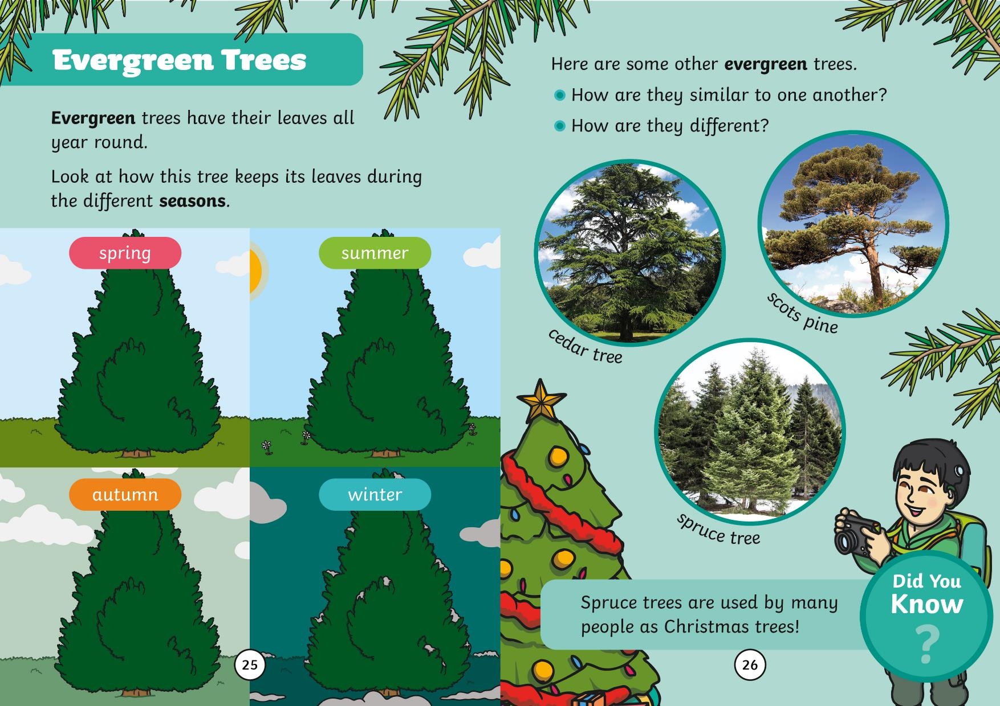 Evergreen Trees
Evergreen trees have their leaves all
year round.
Look at how this tree keeps its leaves during
the different seasons.
spring
summer
autumn
winter
25
Here are some other evergreen trees.
How are they similar to one another?
How are they different?
cedar tree
scots pine
spruce tree
Spruce trees are used by many
people as Christmas trees!
Did You
Know
?
26